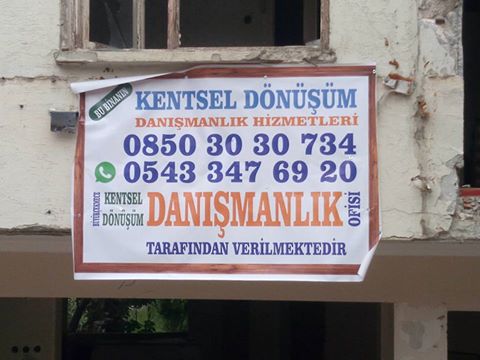 BU BİNANIN
KENTSEL DÖNÜŞÜM
DANIŞMANLIK HİZMETLERİ
0850 30 30 734
0543 347 69 20
KENTSEL
DÖNÜŞÜM
DANIŞMANLIK
OFİSİ
TARAFINDAN VERİLMEKTEDİR